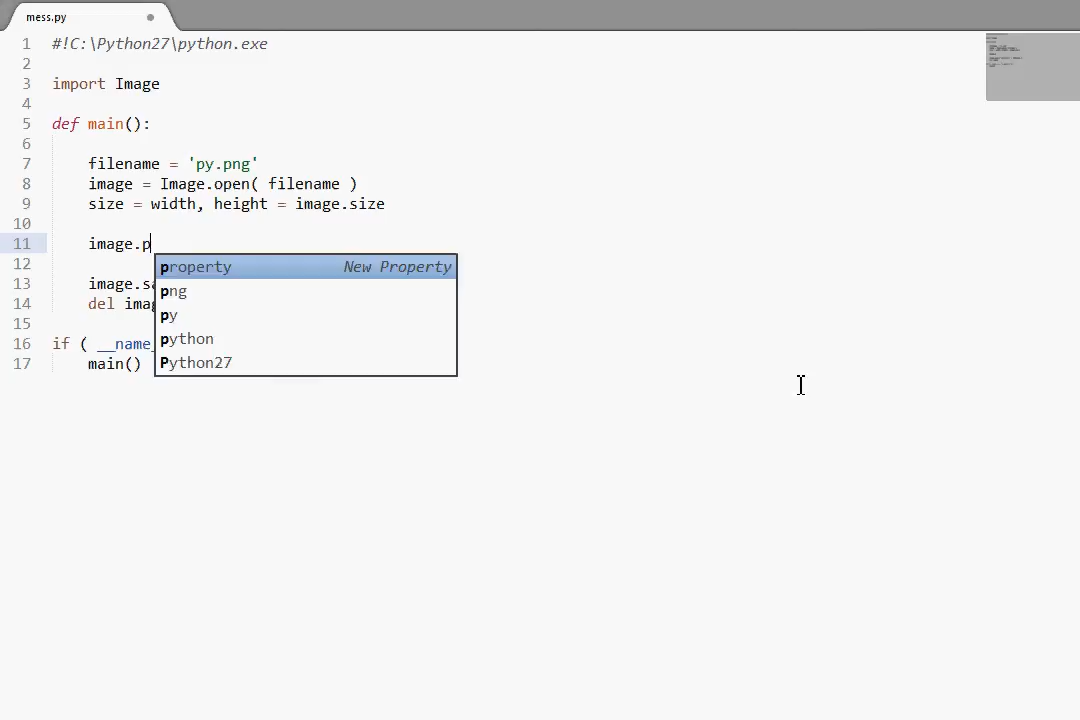 mess.py
1 #!C:\Python27\python.exe
2
3 import Image
4
5 def main():
6
7 filename = 'py.png'
8 image = Image.open( filename )
9 size = width, height = image.size
10
11 image.p
property New Property
12
png
13 image.sa
py
14 del imag
python
15
16 if ( __name_
Python27
17 main()